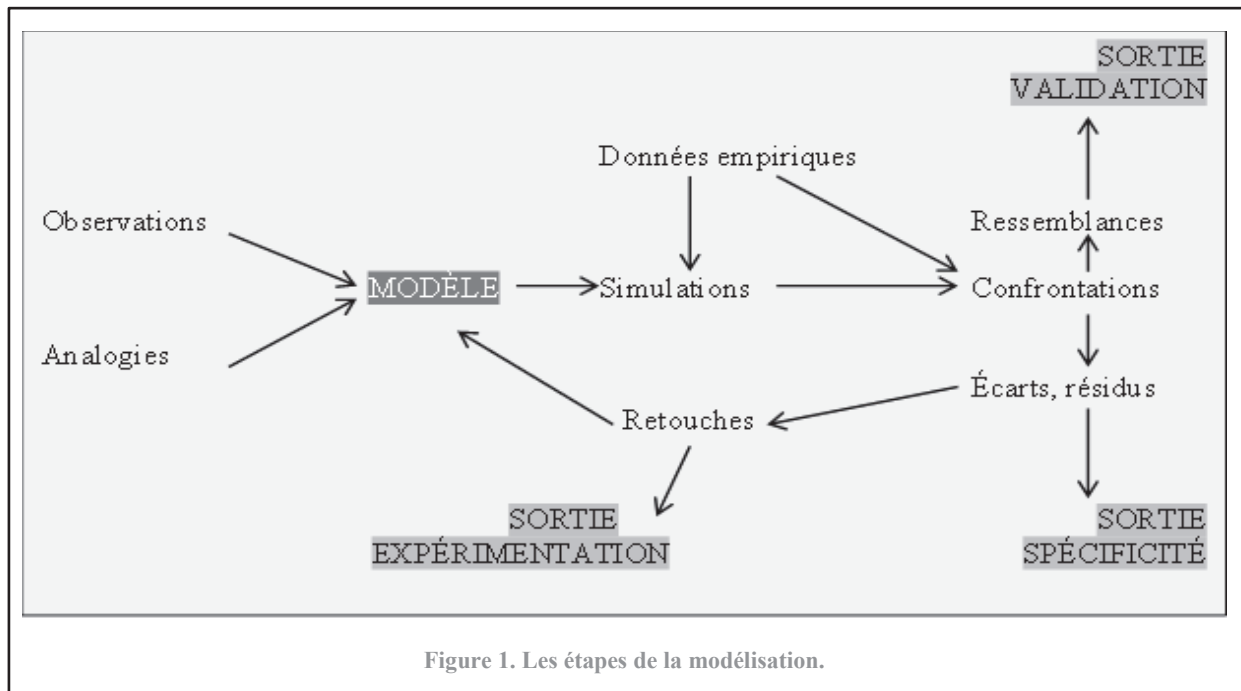 SORTIE
VALIDATION
Données empiriques
Observations
Ressemblances
MODÈLE
Simulations
Confrontations
Analogies
Écarts, résidus
Retouches
SORTIE
EXPÉRIMENTATION
SORTIE
SPÉCIFICITÉ
Figure 1. Les étapes de la modélisation.